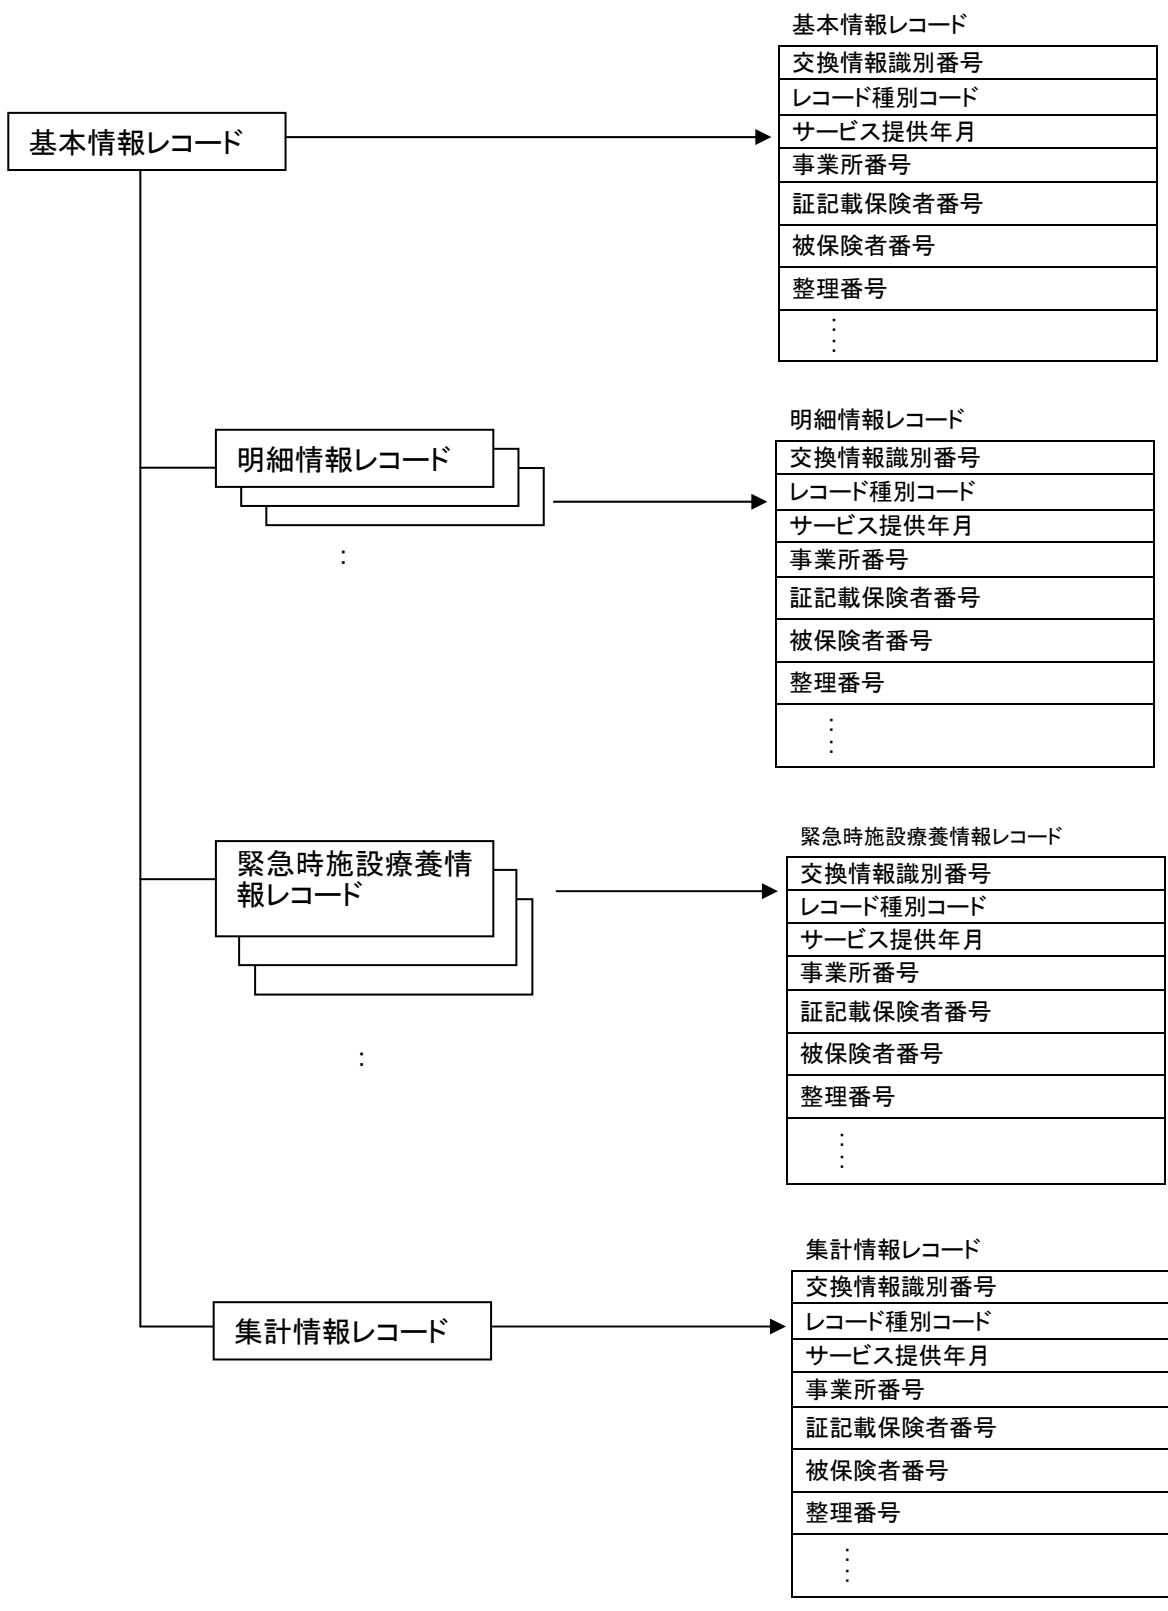 基本情報レコード
基本情報レコード
交換情報識別番号
レコード種別コード
サービス提供年月
事業所番号
証記載保険者番号
被保険者番号
整理番号
:
:
明細情報レコード
:
明細情報レコード
交換情報識別番号
レコード種別コード
サービス提供年月
事業所番号
証記載保険者番号
被保険者番号
整理番号
:
:
緊急時施設療養情
報レコード
:
緊急時施設療養情報レコード
交換情報識別番号
レコード種別コード
サービス提供年月
事業所番号
証記載保険者番号
被保険者番号
整理番号
:
:
集計情報レコード
集計情報レコード
交換情報識別番号
レコード種別コード
サービス提供年月
事業所番号
証記載保険者番号
被保険者番号
整理番号
:
: